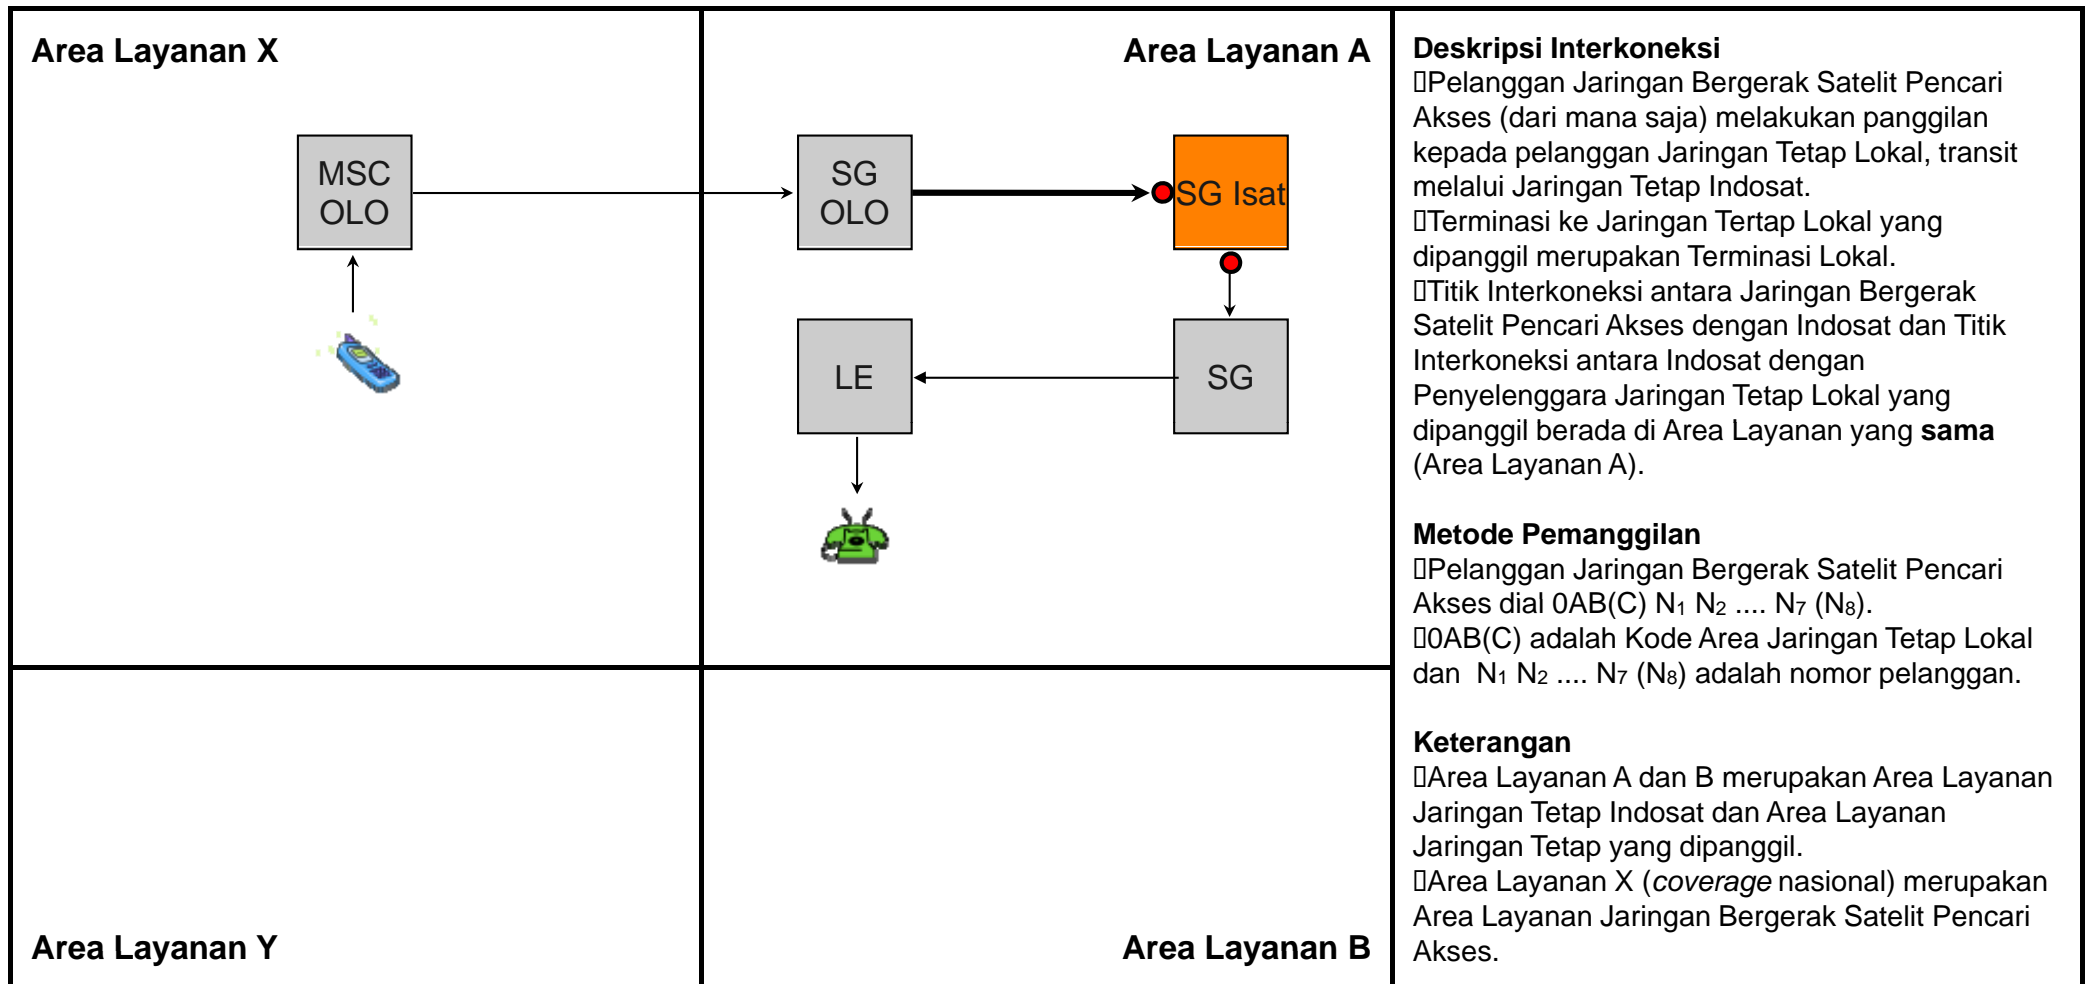 Area Layanan X
Area Layanan A
MSC
OLO
SG
OLO
SG Isat
LE
SG
Area Layanan Y
Area Layanan B
Deskripsi Interkoneksi
▯Pelanggan Jaringan Bergerak Satelit Pencari
Akses (dari mana saja) melakukan panggilan
kepada pelanggan Jaringan Tetap Lokal, transit
melalui Jaringan Tetap Indosat.
▯Terminasi ke Jaringan Tertap Lokal yang
dipanggil merupakan Terminasi Lokal.
▯Titik Interkoneksi antara Jaringan Bergerak
Satelit Pencari Akses dengan Indosat dan Titik
Interkoneksi antara Indosat dengan
Penyelenggara Jaringan Tetap Lokal yang
dipanggil berada di Area Layanan yang sama
(Area Layanan A).
Metode Pemanggilan
▯Pelanggan Jaringan Bergerak Satelit Pencari
Akses dial 0AB(C) N₁ N₂ .... N₇ (N₈).
▯0AB(C) adalah Kode Area Jaringan Tetap Lokal
dan N₁ N₂ .... N₇ (N₈) adalah nomor pelanggan.
Keterangan
▯Area Layanan A dan B merupakan Area Layanan
Jaringan Tetap Indosat dan Area Layanan
Jaringan Tetap yang dipanggil.
▯Area Layanan X (coverage nasional) merupakan
Area Layanan Jaringan Bergerak Satelit Pencari
Akses.